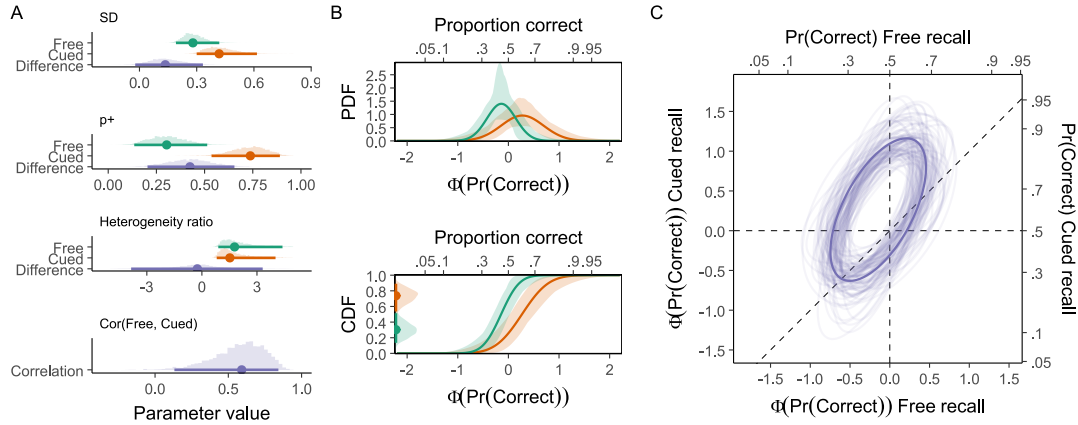 A
SD
Free
Cued
Difference
0.0 0.3 0.6 0.9
p+
Free
Cued
Difference
0.00 0.25 0.50 0.75 1.00
Heterogeneity ratio
Free
Cued
Difference
-3 0 3
Cor(Free, Cued)
Correlation
0.0 0.5 1.0
Parameter value
B
Proportion correct
.05 .1 .3 .5 .7 .9 .95
PDF
2.5
2.0
1.5
1.0
0.5
0.0
-2 -1 0 1 2
Φ(Pr(Correct))
Proportion correct
.05 .1 .3 .5 .7 .9 .95
CDF
1.0
0.8
0.6
0.4
0.2
0.0
-2 -1 0 1 2
Φ(Pr(Correct))
C
Pr(Correct) Free recall
.05 .1 .3 .5 .7 .9 .95
Φ(Pr(Correct)) Cued recall
1.5
1.0
0.5
0.0
-0.5
-1.0
-1.5
.95
.9
.7
.5
.3
.1
.05
Pr(Correct) Cued recall
-1.5 -1.0 -0.5 0.0 0.5 1.0 1.5
Φ(Pr(Correct)) Free recall